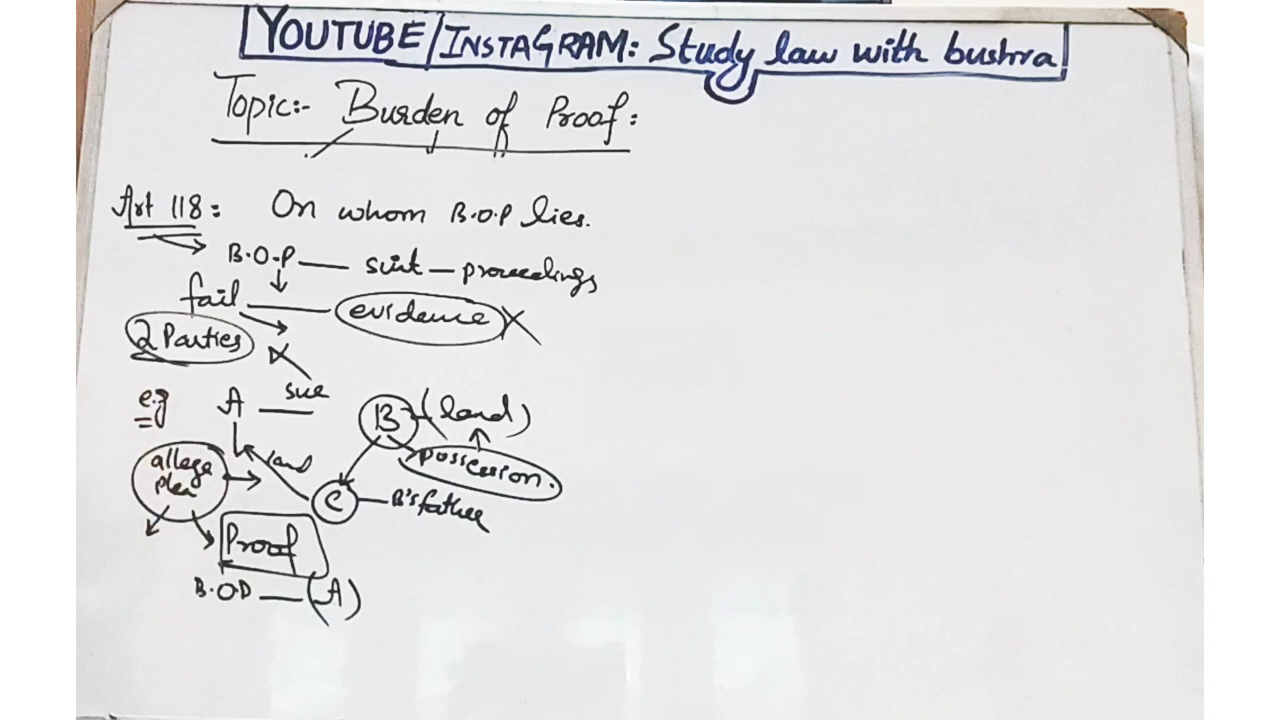 YOUTUBE/INSTAGRAM: Study law with bushra
Topic:- Burden of Proof:
Art 118: On whom B.O.P lies.
B.O.P — suit — proceedings
fail — evidence X
2 Parties
sue
e.g A — B (land)
possession.
allege plea
land
C — B's father
Proof
B.O.P — (A)